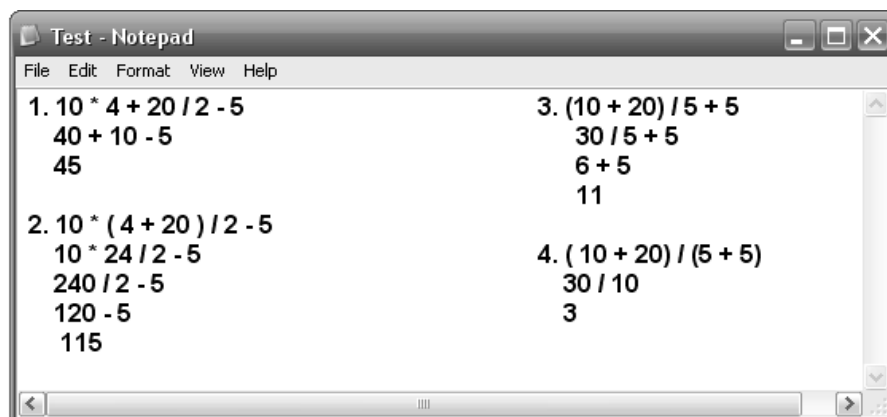 Test - Notepad
File Edit Format View Help
1. 10 * 4 + 20 / 2 - 5
40 + 10 - 5
45
2. 10 * ( 4 + 20 ) / 2 - 5
10 * 24 / 2 - 5
240 / 2 - 5
120 - 5
115
3. (10 + 20) / 5 + 5
30 / 5 + 5
6 + 5
11
4. ( 10 + 20) / (5 + 5)
30 / 10
3